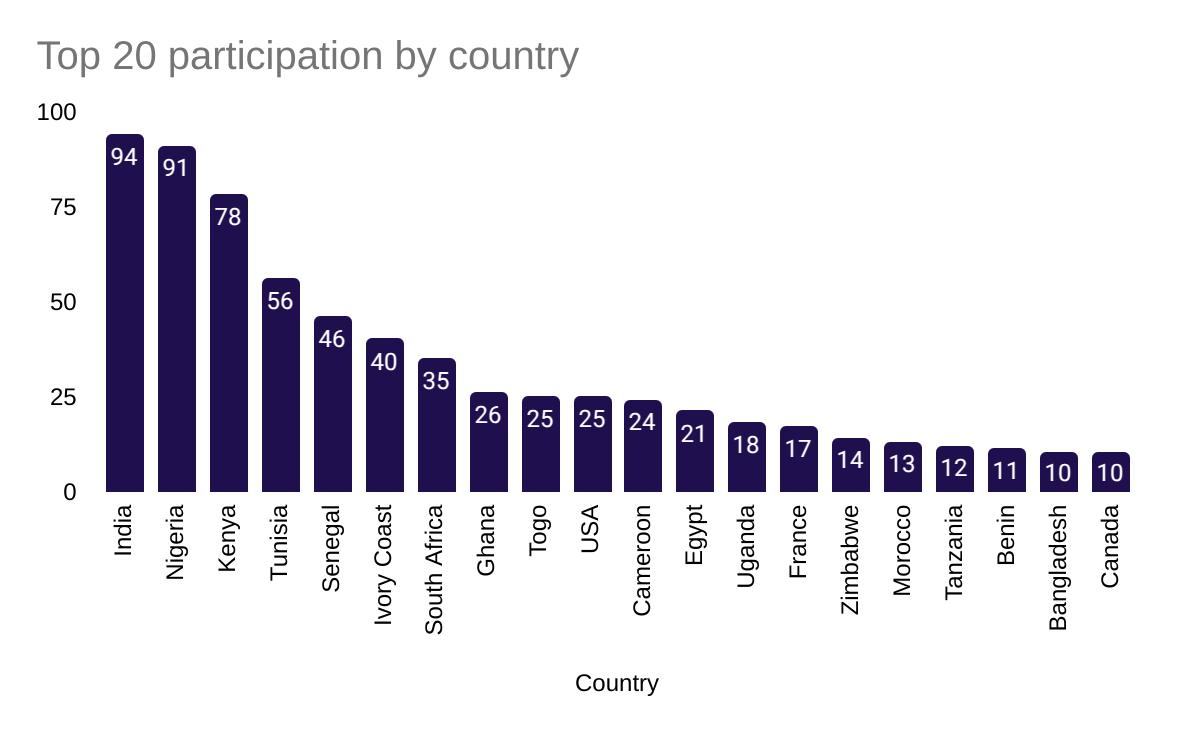 Top 20 participation by country
100
75
50
25
0
94
91
78
56
46
40
35
26
25
25
24
21
18
17
14
13
12
11
10
10
India
Nigeria
Kenya
Tunisia
Senegal
Ivory Coast
South Africa
Ghana
Togo
USA
Cameroon
Egypt
Uganda
France
Zimbabwe
Morocco
Tanzania
Benin
Bangladesh
Canada
Country